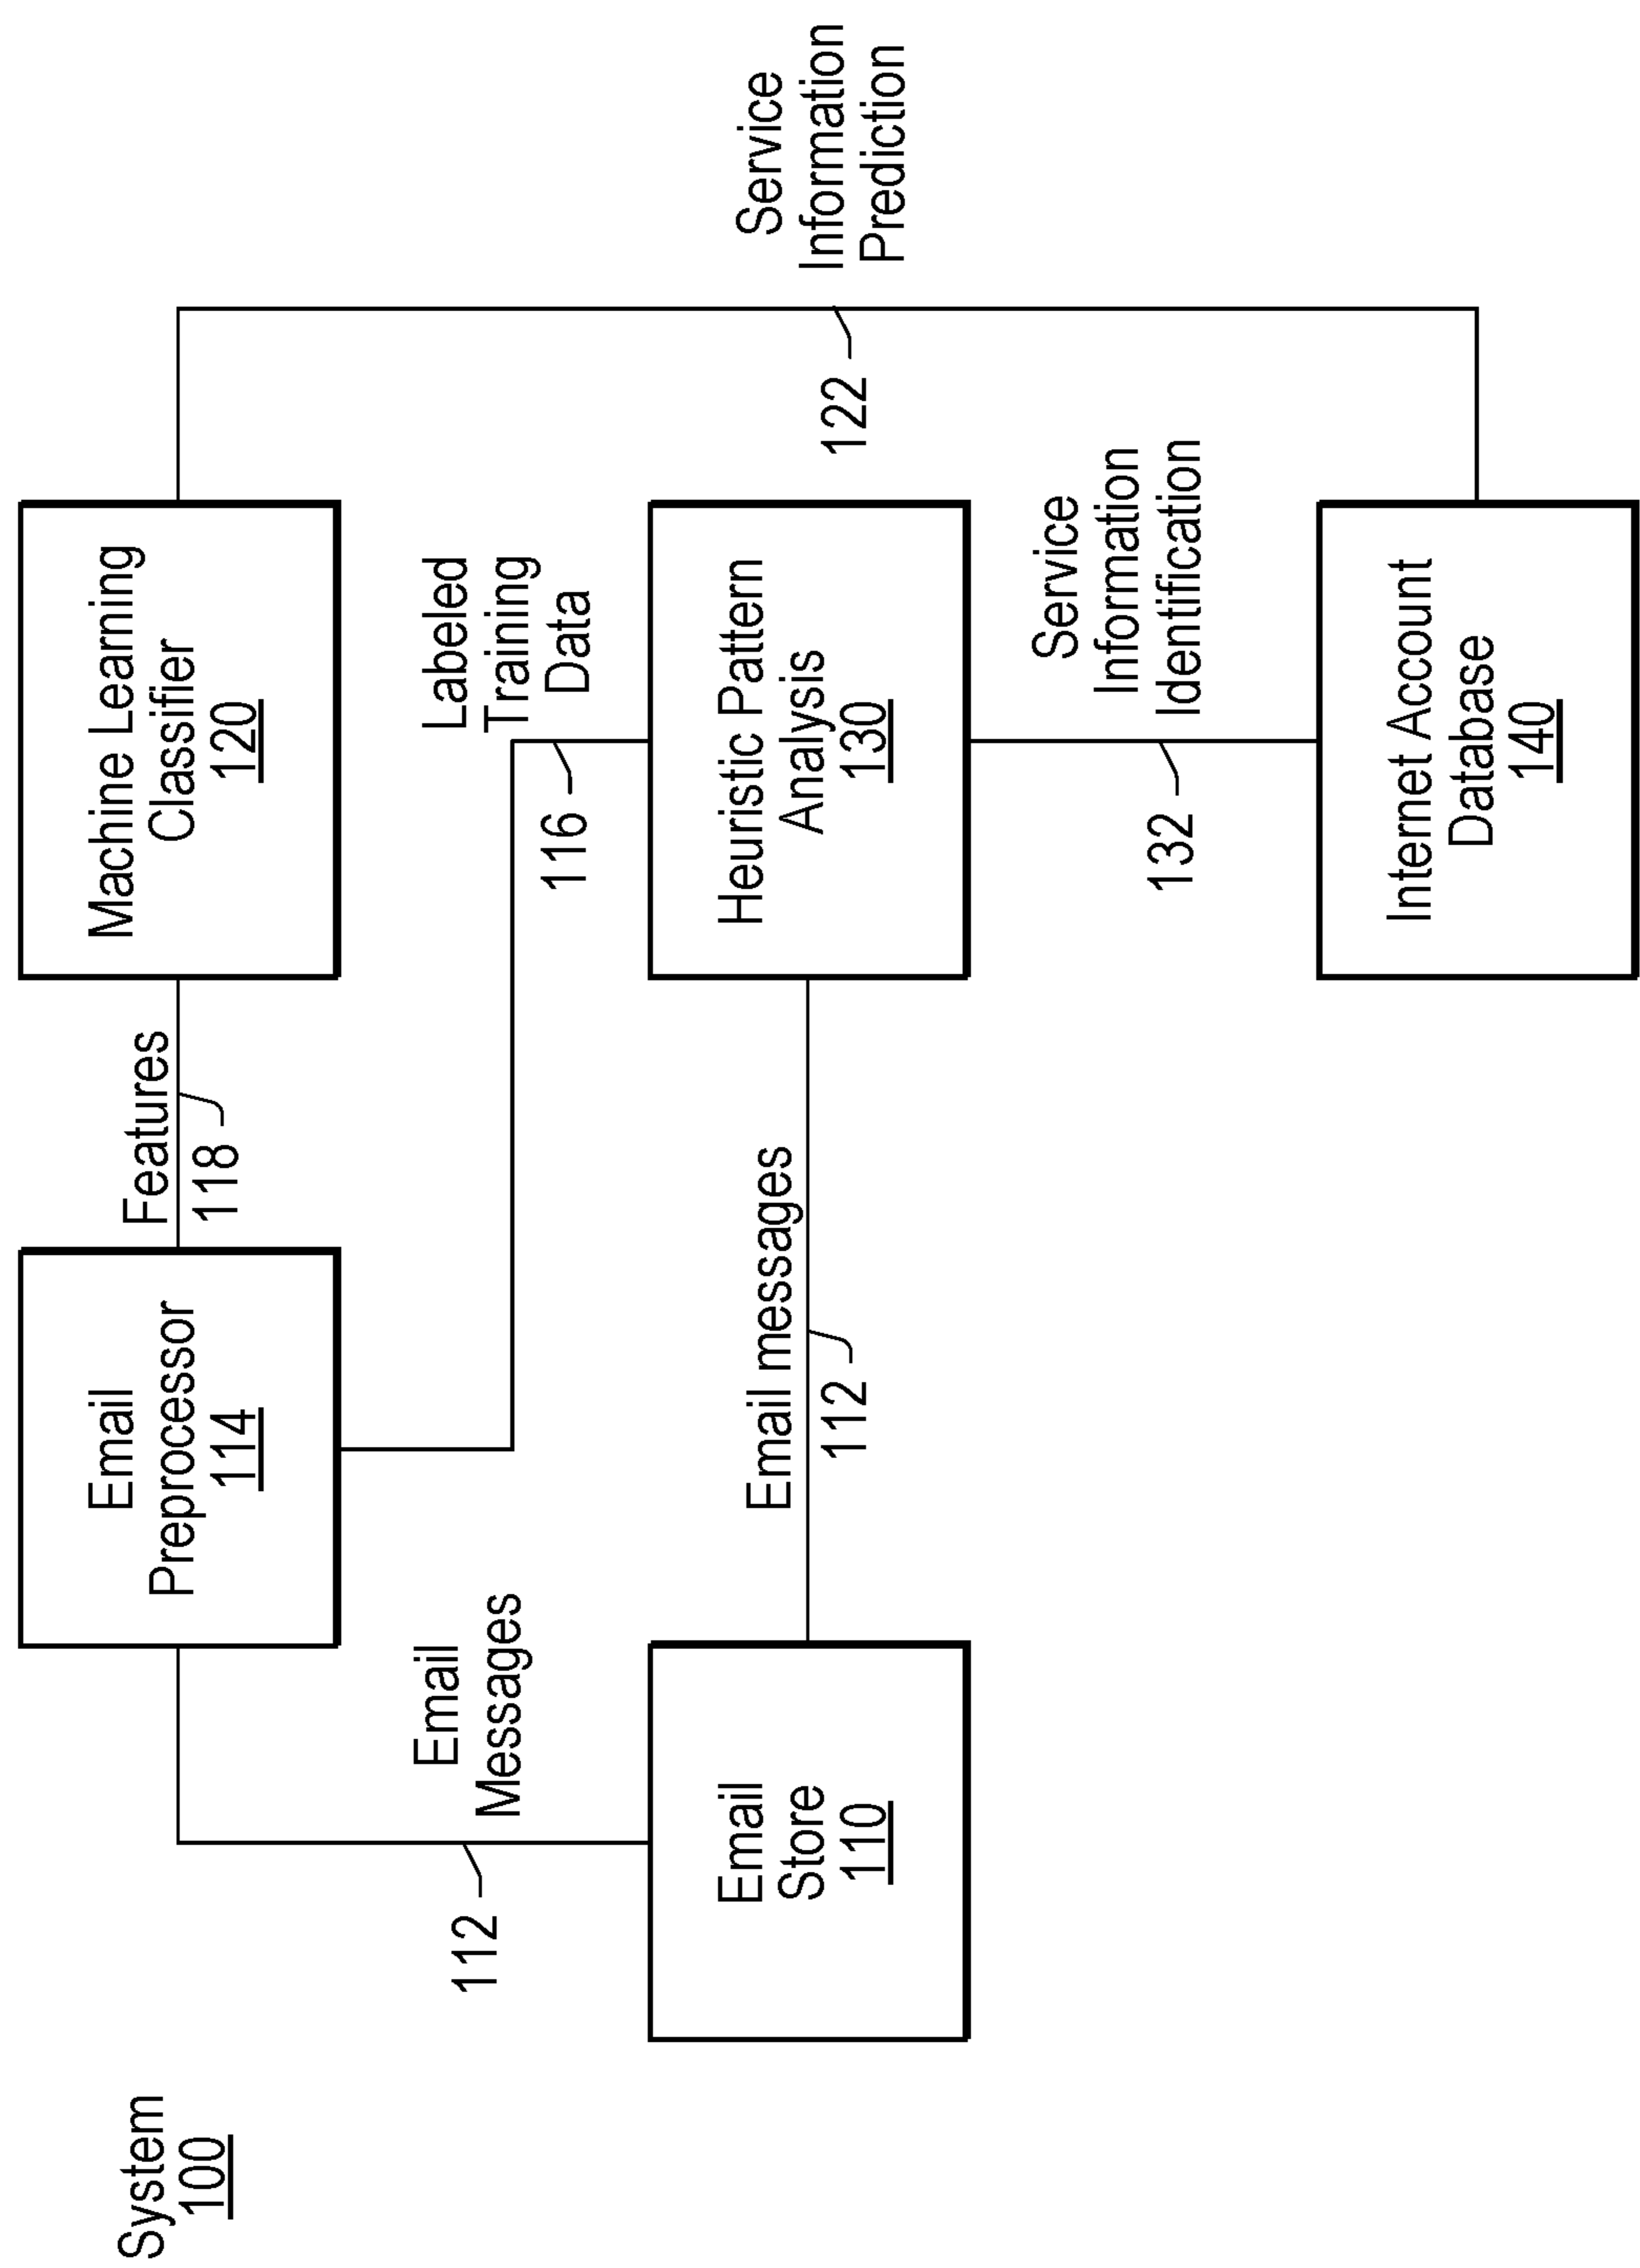 System
100
Email
Preprocessor
114
Features
118
Machine Learning
Classifier
120
Email
Messages
112
Labeled
Training
Data
116
Email
Store
110
Email messages
112
Heuristic Pattern
Analysis
130
Service
Information
Prediction
122
Service
Information
Identification
132
Internet Account
Database
140